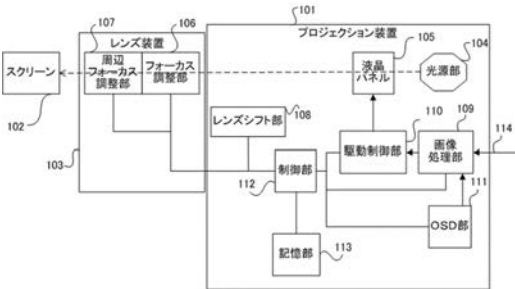 101
プロジェクション装置
107
106
レンズ装置
105
104
周辺
フォーカス
調整部
フォーカス
調整部
スクリーン
液晶
パネル
光源部
102
108
レンズシフト部
110
109
114
駆動制御部
画像
処理部
103
制御部
112
111
OSD部
記憶部
113